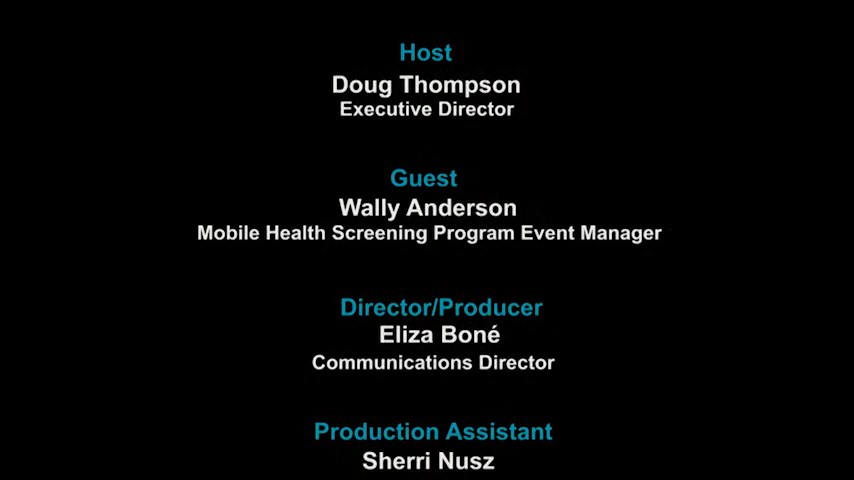 Host
Doug Thompson
Executive Director
Guest
Wally Anderson
Mobile Health Screening Program Event Manager
Director/Producer
Eliza Boné
Communications Director
Production Assistant
Sherri Nusz